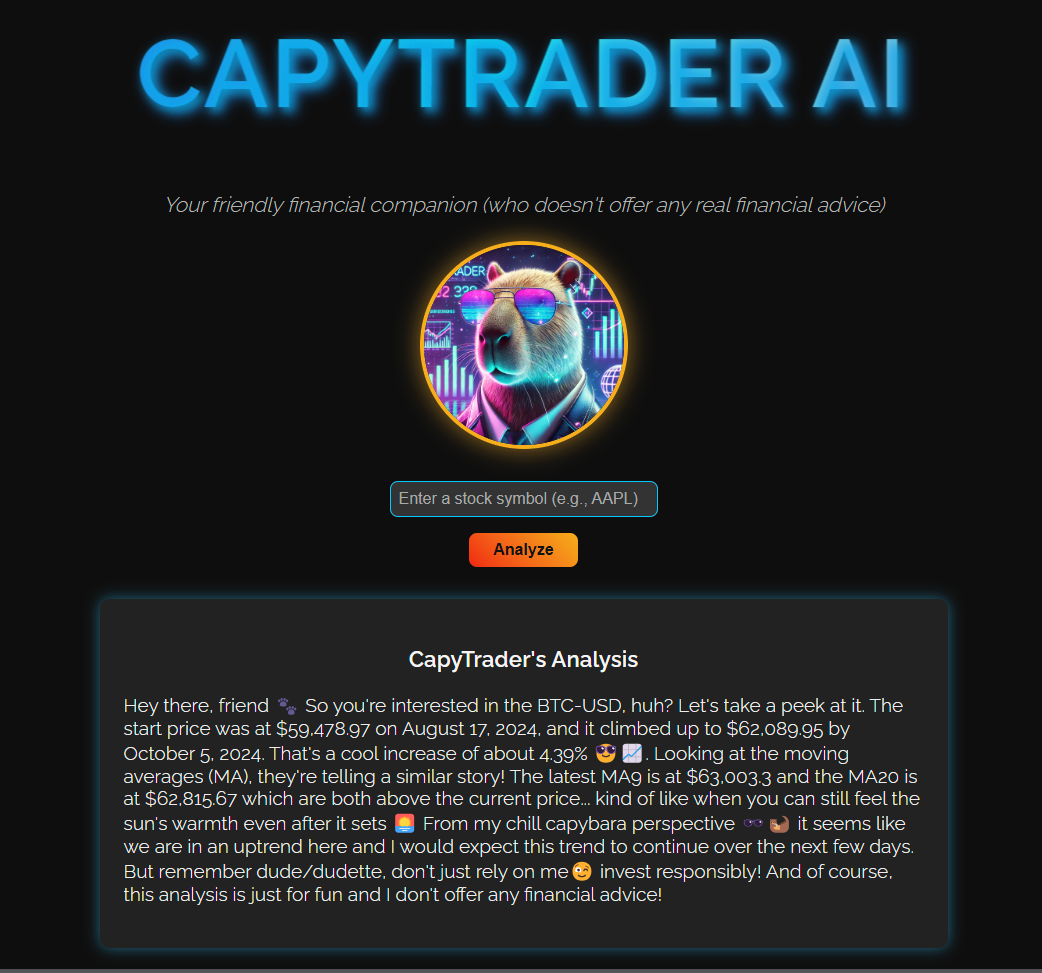 CAPYTRADER AI
Your friendly financial companion (who doesn't offer any real financial advice)
ADER
Enter a stock symbol (e.g., AAPL)
Analyze
CapyTrader's Analysis
Hey there, friend 🐾 So you're interested in the BTC-USD, huh? Let's take a peek at it. The
start price was at $59,478.97 on August 17, 2024, and it climbed up to $62,089.95 by
October 5, 2024. That's a cool increase of about 4.39% 😎📈. Looking at the moving
averages (MA), they're telling a similar story! The latest MA9 is at $63,003.3 and the MA20 is
at $62,815.67 which are both above the current price... kind of like when you can still feel the
sun's warmth even after it sets 🌅 From my chill capybara perspective 🕶️🦫 it seems like
we are in an uptrend here and I would expect this trend to continue over the next few days.
But remember dude/dudette, don't just rely on me😉 invest responsibly! And of course,
this analysis is just for fun and I don't offer any financial advice!